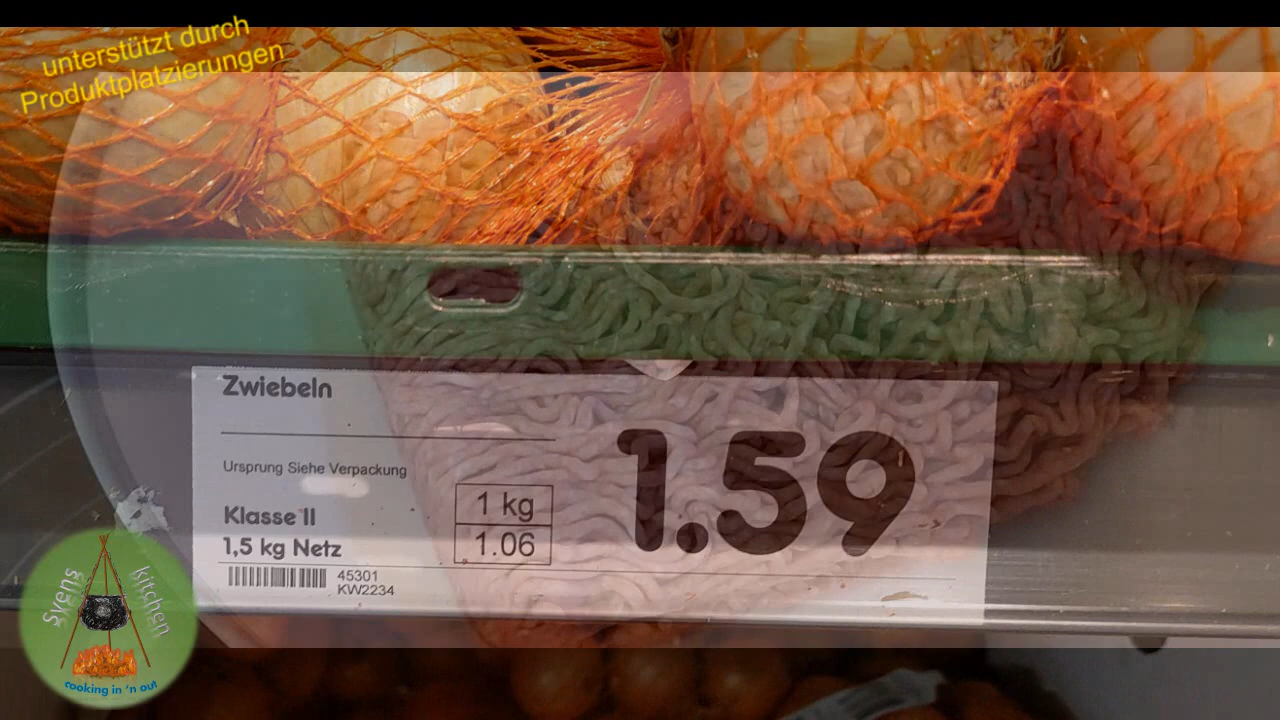 unterstützt durch
Produktplatzierungen
Zwiebeln
Ursprung Siehe Verpackung
Klasse II
1,5 kg Netz
1 kg
1.06
1.59
45301
KW2234
Svens kitchen
cooking in 'n out